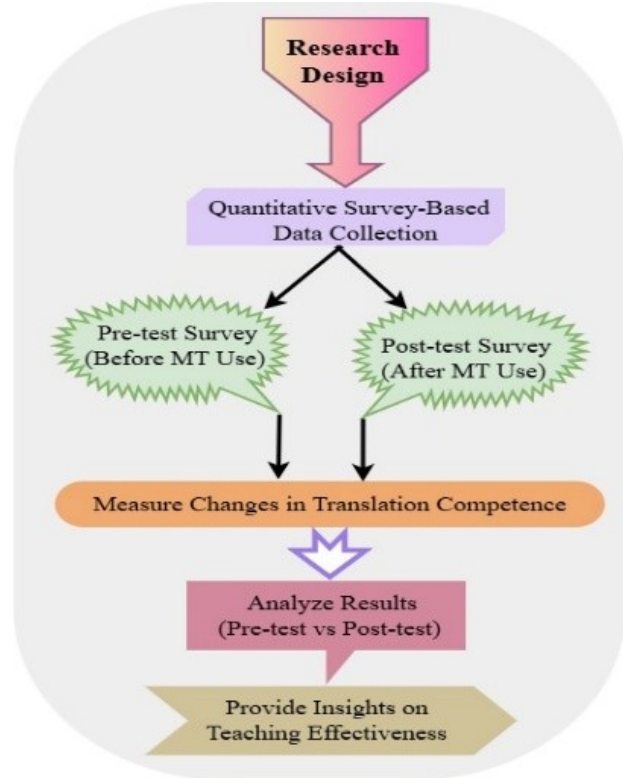 Research
Design
Quantitative Survey-Based
Data Collection
Pre-test Survey
(Before MT Use)
Post-test Survey
(After MT Use)
Measure Changes in Translation Competence
Analyze Results
(Pre-test vs Post-test)
Provide Insights on
Teaching Effectiveness